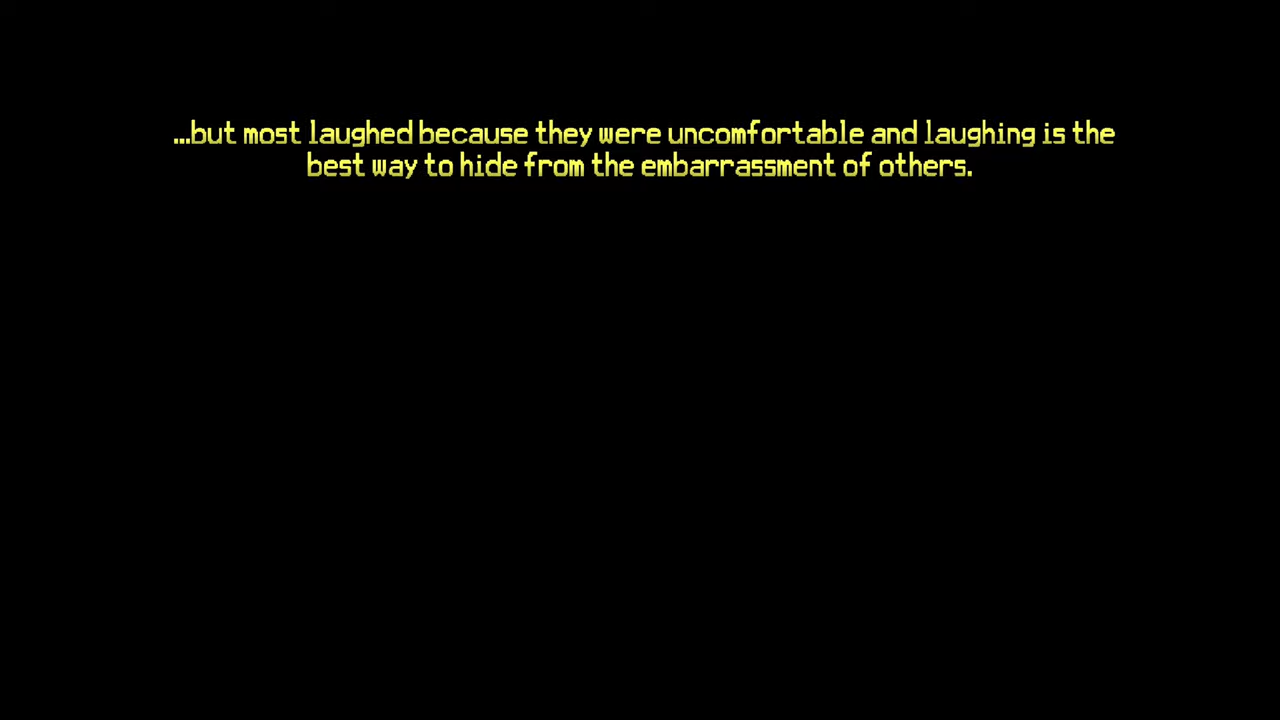 ...but most laughed because they were uncomfortable and laughing is the
best way to hide from the embarrassment of others.